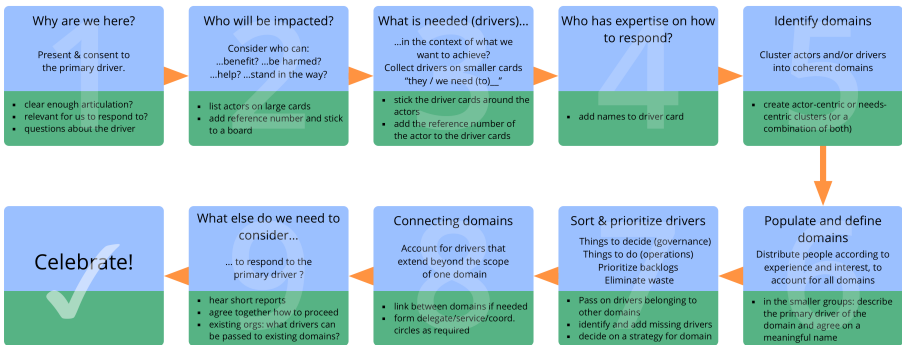 Why are we here?
1
Present & consent to
the primary driver.
• clear enough articulation?
• relevant for us to respond to?
• questions about the driver
Who will be impacted?
2
Consider who can:
...benefit? ...be harmed?
...help? ...stand in the way?
• list actors on large cards
• add reference number and stick
to a board
What is needed (drivers)...
3
...in the context of what we
want to achieve?
Collect drivers on smaller cards
"they / we need (to)__"
• stick the driver cards around the
actors
• add the reference number of
the actor to the driver cards
Who has expertise on how
to respond?
4
• add names to driver card
Identify domains
5
Cluster actors and/or drivers
into coherent domains
• create actor-centric or needs-
centric clusters (or a
combination of both)
Populate and define
domains
6
Distribute people according to
experience and interest, to
account for all domains
• in the smaller groups: describe
the primary driver of the
domain and agree on a
meaningful name
Sort & prioritize drivers
7
Things to decide (governance)
Things to do (operations)
Prioritize backlogs
Eliminate waste
• Pass on drivers belonging to
other domains
• identify and add missing drivers
• decide on a strategy for domain
Connecting domains
8
Account for drivers that
extend beyond the scope
of one domain
• link between domains if needed
• form delegate/service/coord.
circles as required
What else do we need to
consider...
9
... to respond to the
primary driver ?
• hear short reports
• agree together how to proceed
• existing orgs: what drivers can
be passed to existing domains?
Celebrate!
✓